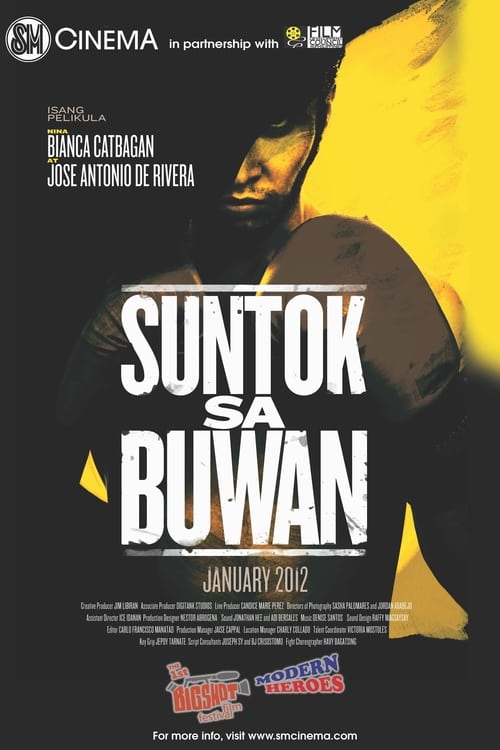 SM CINEMA in partnership with FILM
ISANG
PELIKULA
NINA
BIANCA CATBAGAN
AT
JOSE ANTONIO DE RIVERA
SUNTOK
SA
BUWAN
JANUARY 2012
Creative Producer JIM LIBIRAN Associate Producer DIGITANK STUDIOS Line Producer CANDICE MARIE PEREZ Directors of Photography SASHA PALOMARES and JORDAN ARABEJO
Assistant Director ICE IDANAN Production Designer NESTOR ABROGENA Sound JONATHAN HEE and ADI BERSALES Music DENISE SANTOS Sound Design RAFFY MAGSAYSAY
Editor CARLO FRANCISCO MANATAD Production Manager JAISE CAPPAL Location Manager CHARLY COLLADO Talent Coordinator VICTORIA MOSTOLES
Key Grip JEPOY TARNATE Script Consultants JOSEPH SY and BJ CRISOSTOMO Fight Choreographer HAVY BAGATSING
THE 1st
BIGSHOT
film
festival
MODERN
HEROES
For more info, visit www.smcinema.com